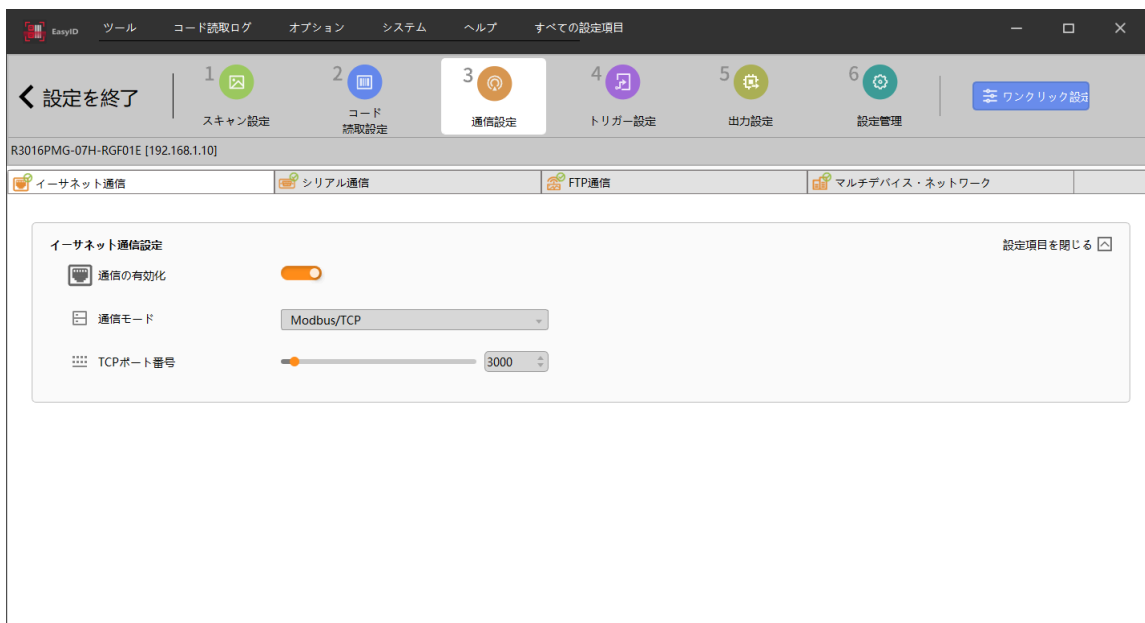 EasyID ツール コード読取ログ オプション システム ヘルプ すべての設定項目
設定を終了
1 スキャン設定
2 コード
読取設定
3 通信設定
4 トリガー設定
5 出力設定
6 設定管理
ワンクリック設定
R3016PMG-07H-RGF01E [192.168.1.10]
イーサネット通信 シリアル通信 FTP通信 マルチデバイス・ネットワーク
イーサネット通信設定 設定項目を閉じる
通信の有効化
通信モード Modbus/TCP
TCPポート番号 3000